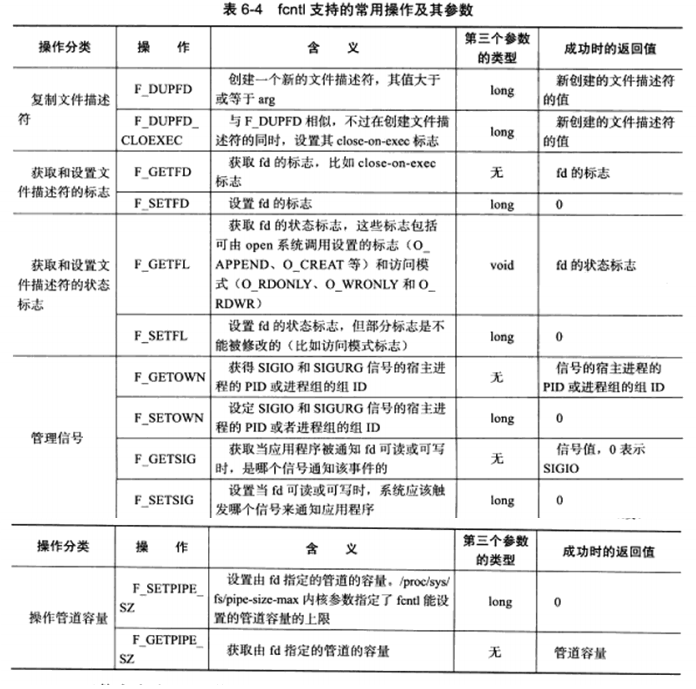 表 6-4 fcntl 支持的常用操作及其参数
操作分类 操 作 含 义 第三个参数的类型 成功时的返回值
复制文件描述符
F_DUPFD
创建一个新的文件描述符，其值大于
或等于 arg
long
新创建的文件描述符
的值
F_DUPFD_
CLOEXEC
与 F_DUPFD 相似，不过在创建文件描
述符的同时，设置其 close-on-exec 标志
long
新创建的文件描述符
的值
获取和设置文
件描述符的标志
F_GETFD
获取 fd 的标志，比如 close-on-exec
标志
无
fd 的标志
F_SETFD
设置 fd 的标志
long
0
获取和设置文
件描述符的状态
标志
F_GETFL
获取 fd 的状态标志，这些标志包括
可由 open 系统调用设置的标志（O_
APPEND、O_CREAT 等）和访问模
式（O_RDONLY、O_WRONLY 和 O_
RDWR）
void
fd 的状态标志
F_SETFL
设置 fd 的状态标志，但部分标志是不
能被修改的（比如访问模式标志）
long
0
管理信号
F_GETOWN
获得 SIGIO 和 SIGURG 信号的宿主进
程的 PID 或进程组的组 ID
无
信号的宿主进程的
PID 或进程组的组 ID
F_SETOWN
设定 SIGIO 和 SIGURG 信号的宿主进
程的 PID 或者进程组的组 ID
long
0
F_GETSIG
获取当应用程序被通知 fd 可读或可写
时，是哪个信号通知该事件的
无
信号值，0 表示
SIGIO
F_SETSIG
设置当 fd 可读或可写时，系统应该触
发哪个信号来通知应用程序
long
0
操作分类 操 作 含 义 第三个参数的类型 成功时的返回值
操作管道容量
F_SETPIPE_
SZ
设置由 fd 指定的管道的容量。/proc/sys/
fs/pipe-size-max 内核参数指定了 fcntl 能设
置的管道容量的上限
long
0
F_GETPIPE_
SZ
获取由 fd 指定的管道的容量
无
管道容量